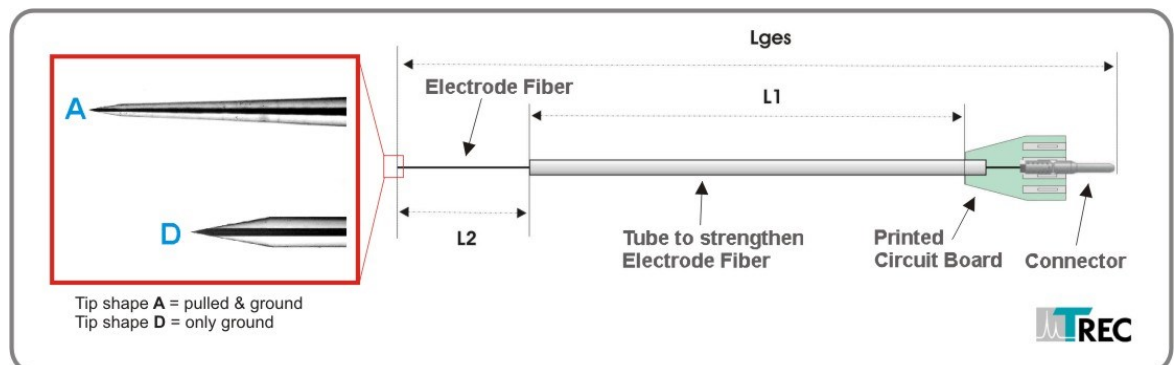 Lges
Electrode Fiber
L1
A
D
L2
Tube to strengthen
Electrode Fiber
Printed
Circuit Board
Connector
Tip shape A = pulled & ground
Tip shape D = only ground
TREC